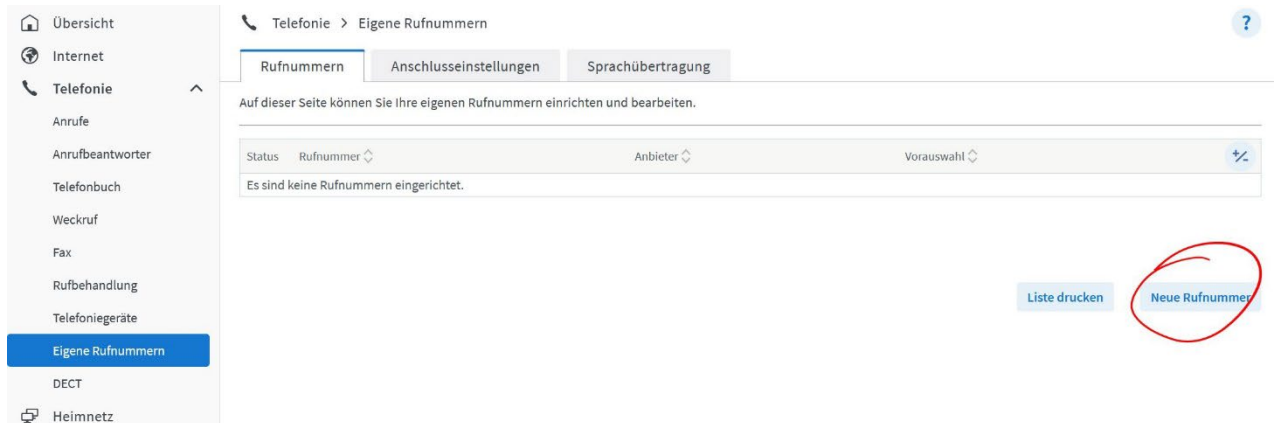 Übersicht
Internet
Telefonie
Anrufe
Anrufbeantworter
Telefonbuch
Weckruf
Fax
Rufbehandlung
Telefoniegeräte
Eigene Rufnummern
DECT
Heimnetz
Telefonie > Eigene Rufnummern
?
Rufnummern Anschlusseinstellungen Sprachübertragung
Auf dieser Seite können Sie Ihre eigenen Rufnummern einrichten und bearbeiten.
Status Rufnummer Anbieter Vorauswahl +/-
Es sind keine Rufnummern eingerichtet.
Liste drucken Neue Rufnummer